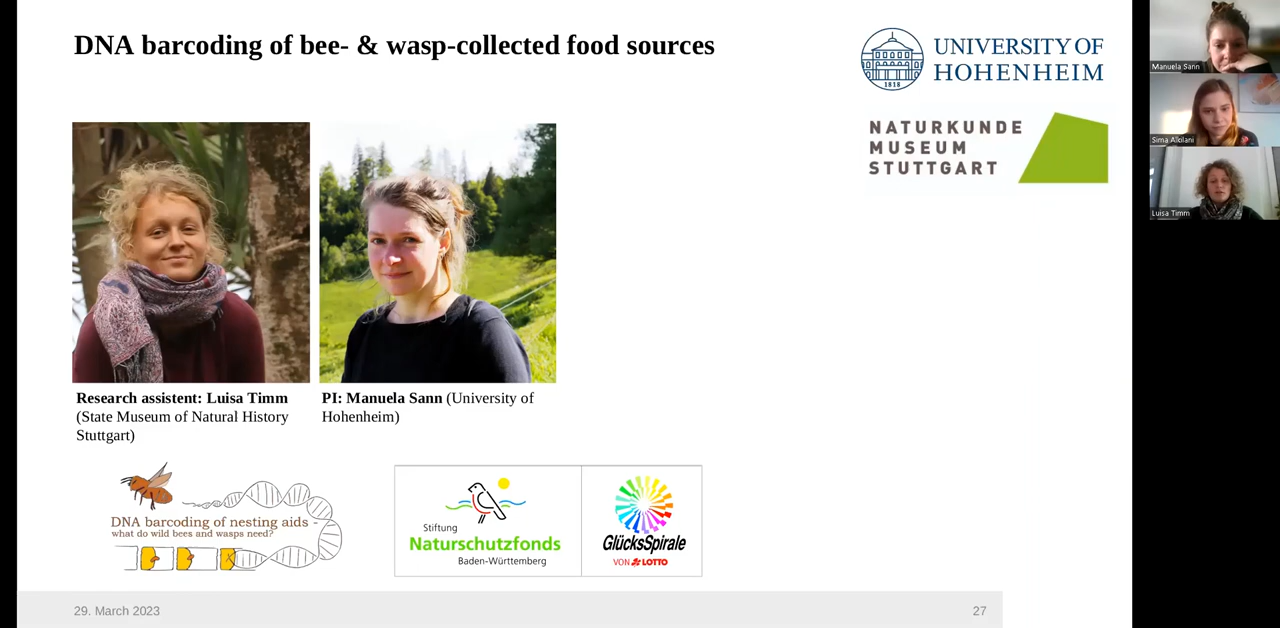 DNA barcoding of bee- & wasp-collected food sources
UNIVERSITY OF
HOHENHEIM
1818
NATURKUNDE
MUSEUM
STUTTGART
Manuela Sann
Luisa Timm
Research assistent: Luisa Timm
(State Museum of Natural History
Stuttgart)
PI: Manuela Sann (University of
Hohenheim)
DNA barcoding of nesting aids -
what do wild bees and wasps need?
Stiftung
Naturschutzfonds
Baden-Württemberg
GlücksSpirale
VON LOTTO
29. March 2023
27